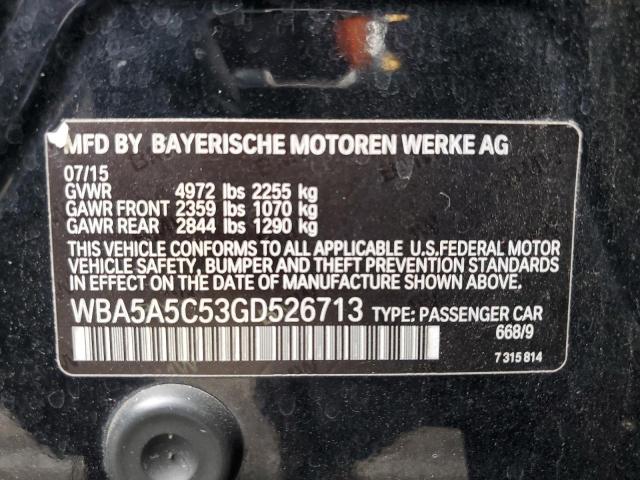 MFD BY BAYERISCHE MOTOREN WERKE AG
07/15
GVWR 4972 lbs 2255 kg
GAWR FRONT 2359 lbs 1070 kg
GAWR REAR 2844 lbs 1290 kg
THIS VEHICLE CONFORMS TO ALL APPLICABLE U.S.FEDERAL MOTOR
VEHICLE SAFETY, BUMPER AND THEFT PREVENTION STANDARDS
IN EFFECT ON THE DATE OF MANUFACTURE SHOWN ABOVE.
WBA5A5C53GD526713 TYPE: PASSENGER CAR
668/9
7 315 814